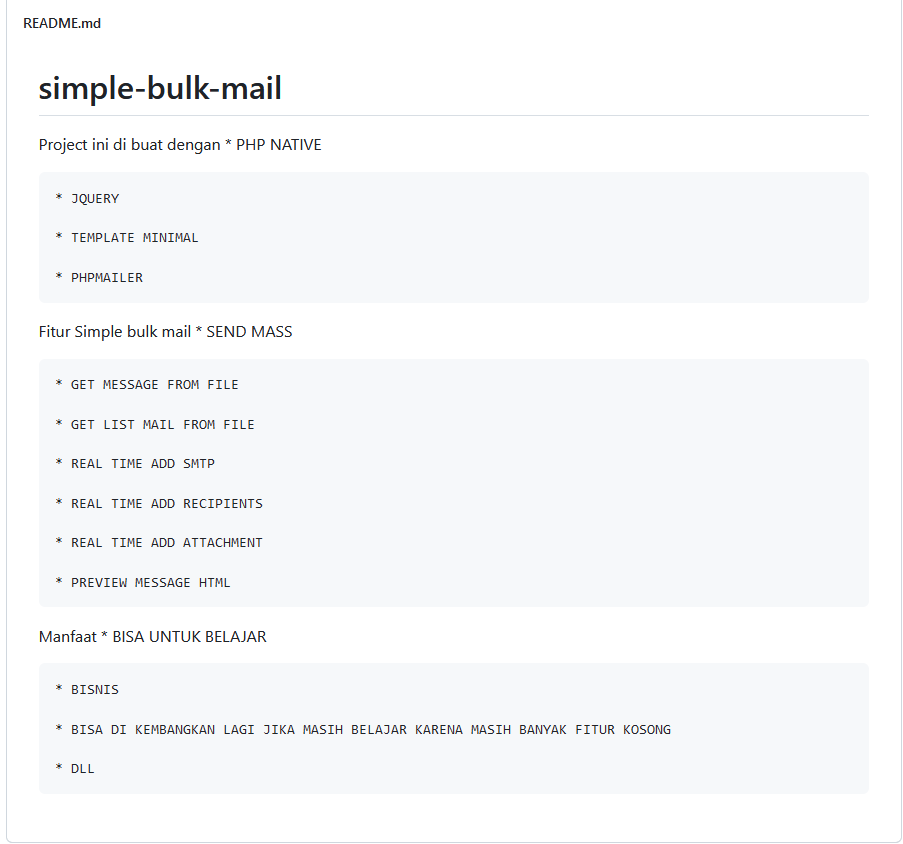 README.md
simple-bulk-mail
Project ini di buat dengan * PHP NATIVE
* JQUERY
* TEMPLATE MINIMAL
* PHPMAILER
Fitur Simple bulk mail * SEND MASS
* GET MESSAGE FROM FILE
* GET LIST MAIL FROM FILE
* REAL TIME ADD SMTP
* REAL TIME ADD RECIPIENTS
* REAL TIME ADD ATTACHMENT
* PREVIEW MESSAGE HTML
Manfaat * BISA UNTUK BELAJAR
* BISNIS
* BISA DI KEMBANGKAN LAGI JIKA MASIH BELAJAR KARENA MASIH BANYAK FITUR KOSONG
* DLL